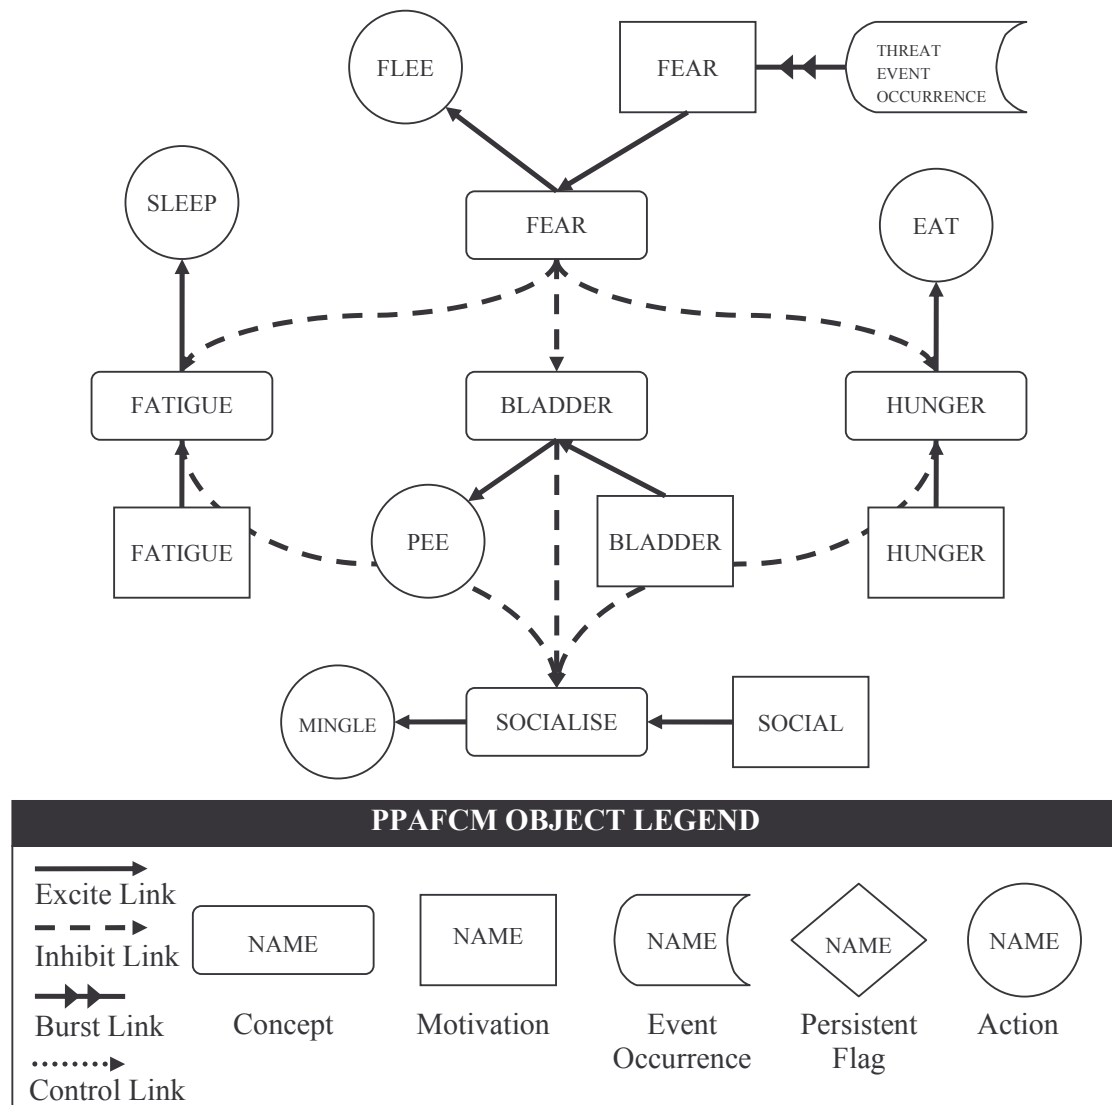 FLEE
FEAR
THREAT
EVENT
OCCURRENCE
SLEEP
FEAR
EAT
FATIGUE
BLADDER
HUNGER
FATIGUE
PEE
BLADDER
HUNGER
MINGLE
SOCIALISE
SOCIAL
PPAFCM OBJECT LEGEND
Excite Link
Inhibit Link
Burst Link
Control Link
NAME
Concept
NAME
Motivation
NAME
Event
Occurrence
NAME
Persistent
Flag
NAME
Action